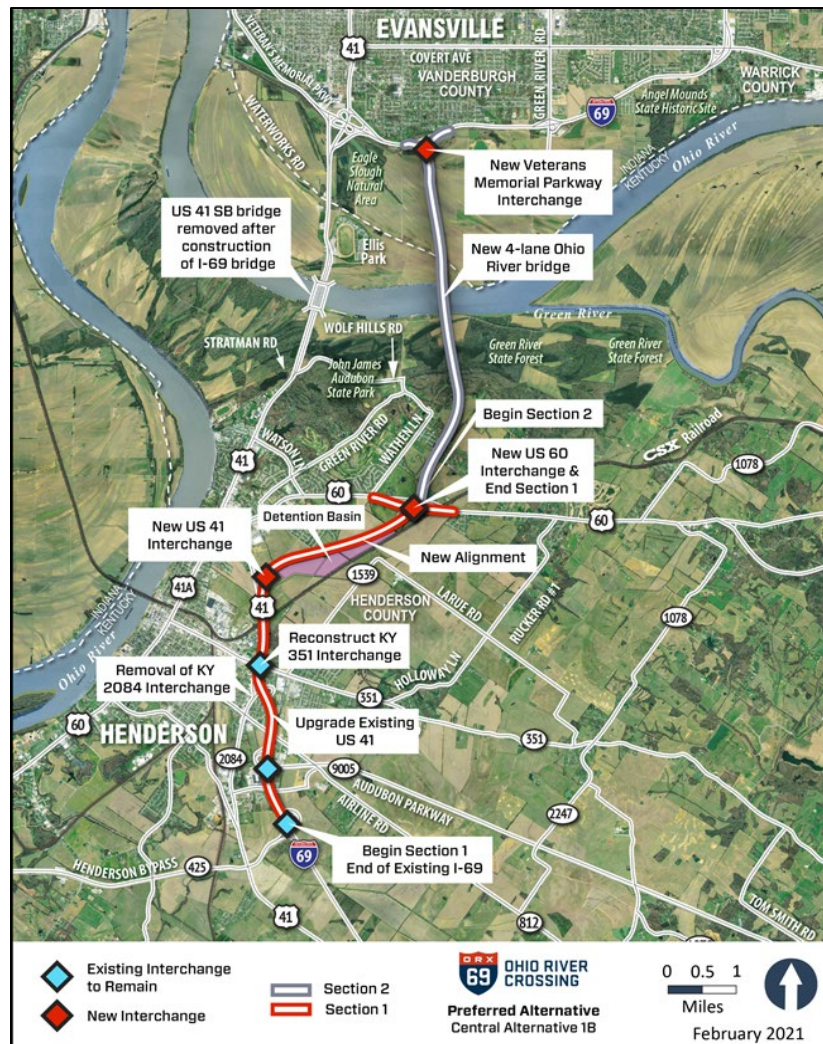 EVANSVILLE
41
COVERT AVE
VETERAN'S MEMORIAL PKWY
VANDERBURGH
COUNTY
GREEN RIVER RD
WARRICK
COUNTY
69
Angel Mounds
State Historic Site
WATERWORKS RD
Eagle
Slough
Natural
Area
New Veterans
Memorial Parkway
Interchange
INDIANA
KENTUCKY
Ohio River
US 41 SB bridge
removed after
construction
of I-69 bridge
Ellis
Park
New 4-lane Ohio
River bridge
Green River
STRATMAN RD
WOLF HILLS RD
John James
Audubon
State Park
Green River
State Forest
Green River
State Forest
Begin Section 2
CSX Railroad
41
WATSON LN
GREEN RIVER RD
WATHEN LN
New US 60
Interchange &
End Section 1
1078
60
60
New US 41
Interchange
Detention Basin
New Alignment
41A
1539
41
HENDERSON
COUNTY
LARUE RD
RUCKER RD #1
1078
INDIANA
KENTUCKY
Ohio River
Reconstruct KY
351 Interchange
Removal of KY
2084 Interchange
HOLLOWAY LN
351
351
60
HENDERSON
Upgrade Existing
US 41
2084
9005
AUDUBON PARKWAY
AIRLINE RD
2247
Begin Section 1
End of Existing I-69
69
HENDERSON BYPASS
425
41
812
TOM SMITH RD
Existing Interchange
to Remain
New Interchange
Section 2
Section 1
ORX
69
OHIO RIVER
CROSSING
Preferred Alternative
Central Alternative 1B
0 0.5 1
Miles
February 2021